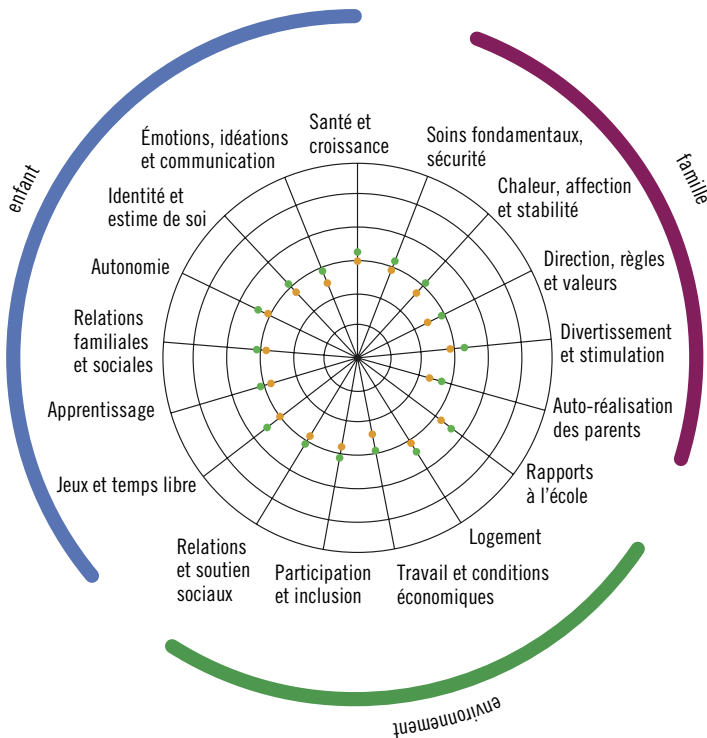 enfant
famille
Santé et
croissance
Soins fondamentaux,
sécurité
Chaleur, affection
et stabilité
Direction, règles
et valeurs
Divertissement
et stimulation
Auto-réalisation
des parents
Rapports
à l’école
Logement
Travail et conditions
économiques
Participation
et inclusion
Relations
et soutien
sociaux
Jeux et temps libre
Apprentissage
Relations
familiales
et sociales
Autonomie
Identité et
estime de soi
Émotions, idéations
et communication
environnement